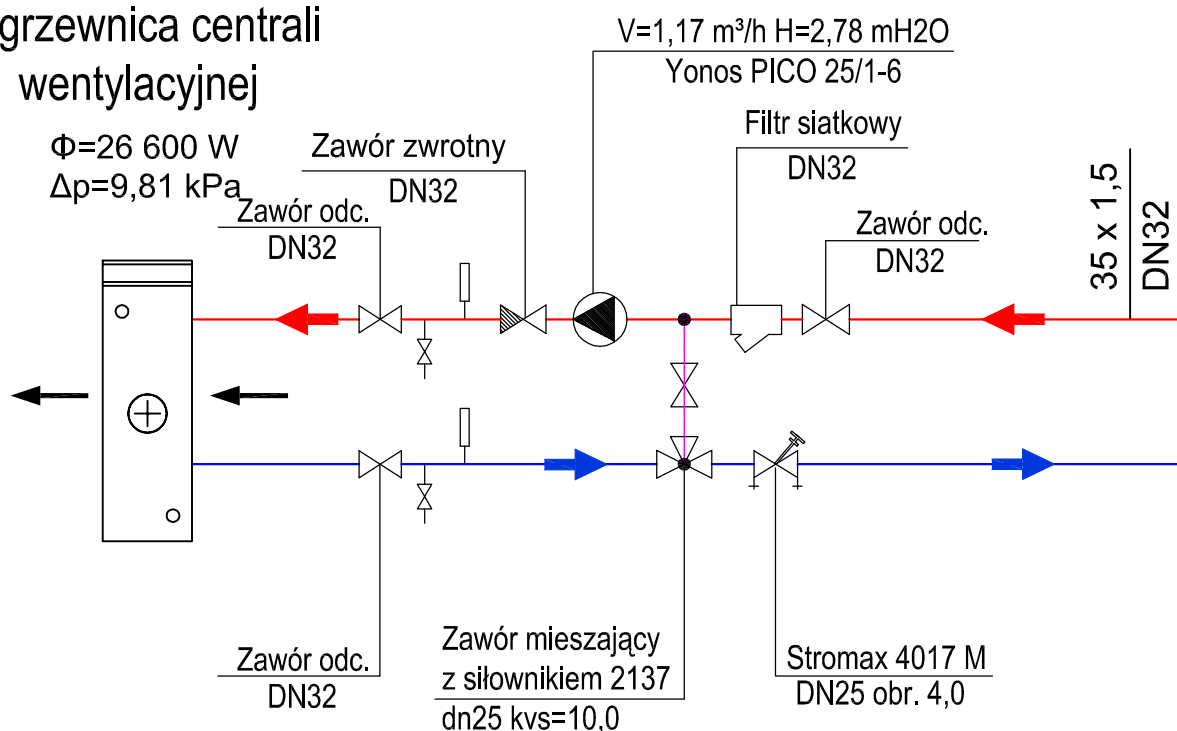 grzewnica centrali
wentylacyjnej
Φ=26 600 W
Δp=9,81 kPa
V=1,17 m³/h H=2,78 mH2O
Yonos PICO 25/1-6
Zawór zwrotny
DN32
Filtr siatkowy
DN32
Zawór odc.
DN32
Zawór odc.
DN32
35 x 1,5
DN32
Zawór odc.
DN32
Zawór mieszający
z siłownikiem 2137
dn25 kvs=10,0
Stromax 4017 M
DN25 obr. 4,0